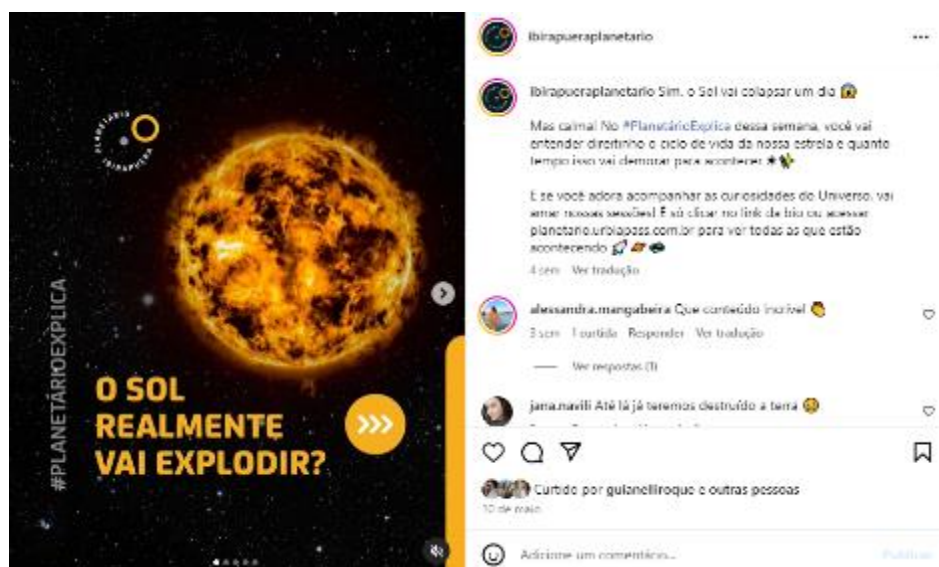 PLANETÁRIO
IBIRAPUERA
#PLANETÁRIOEXPLICA
O SOL
REALMENTE
VAI EXPLODIR?
ibirapueraplanetario
ibirapueraplanetario Sim, o Sol vai colapsar um dia 😱
Mas calma! No #PlanetárioExplica dessa semana, você vai
entender direitinho o ciclo de vida da nossa estrela e quanto
tempo isso vai demorar para acontecer
E se você adora acompanhar as curiosidades do Universo, vai
amar nossas sessões! É só clicar no link da bio ou acessar
planetario.urbiapass.com.br para ver todas as que estão
acontecendo 🚀🪐
4 sem Ver tradução
alessandra.mangabeira Que conteúdo incrível 👏
3 sem 1 curtida Responder Ver tradução
Ver respostas (1)
jana.navili Até lá já teremos destruído a terra
Curtido por guianelliroque e outras pessoas
10 de maio
Adicione um comentário...
Publicar